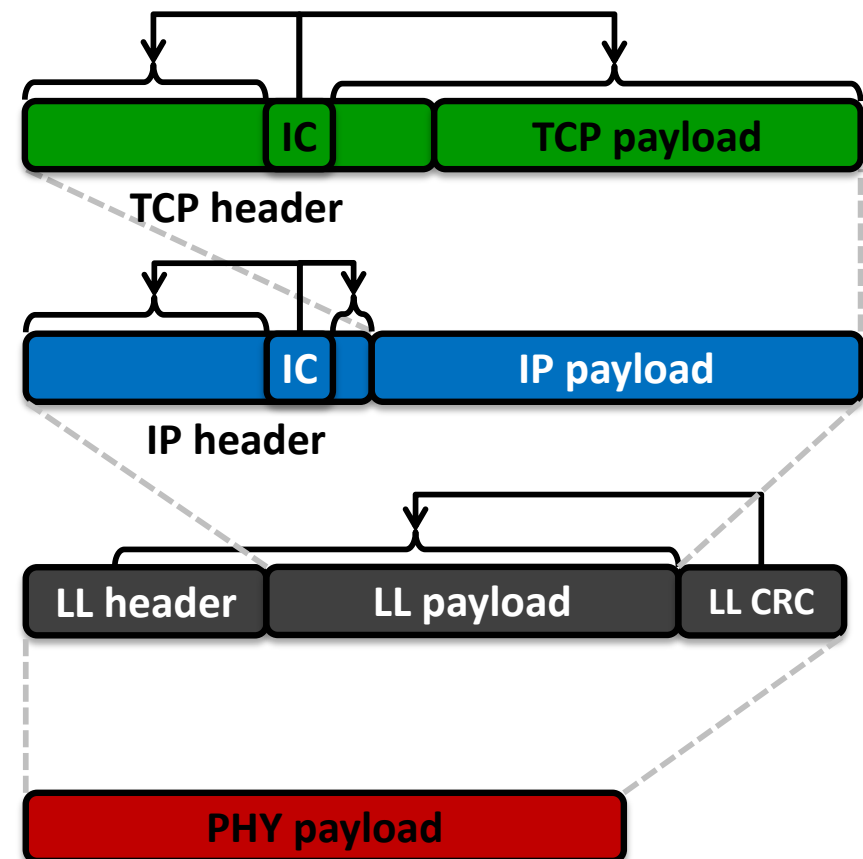 IC TCP payload
TCP header
IC IP payload
IP header
LL header LL payload LL CRC
PHY payload